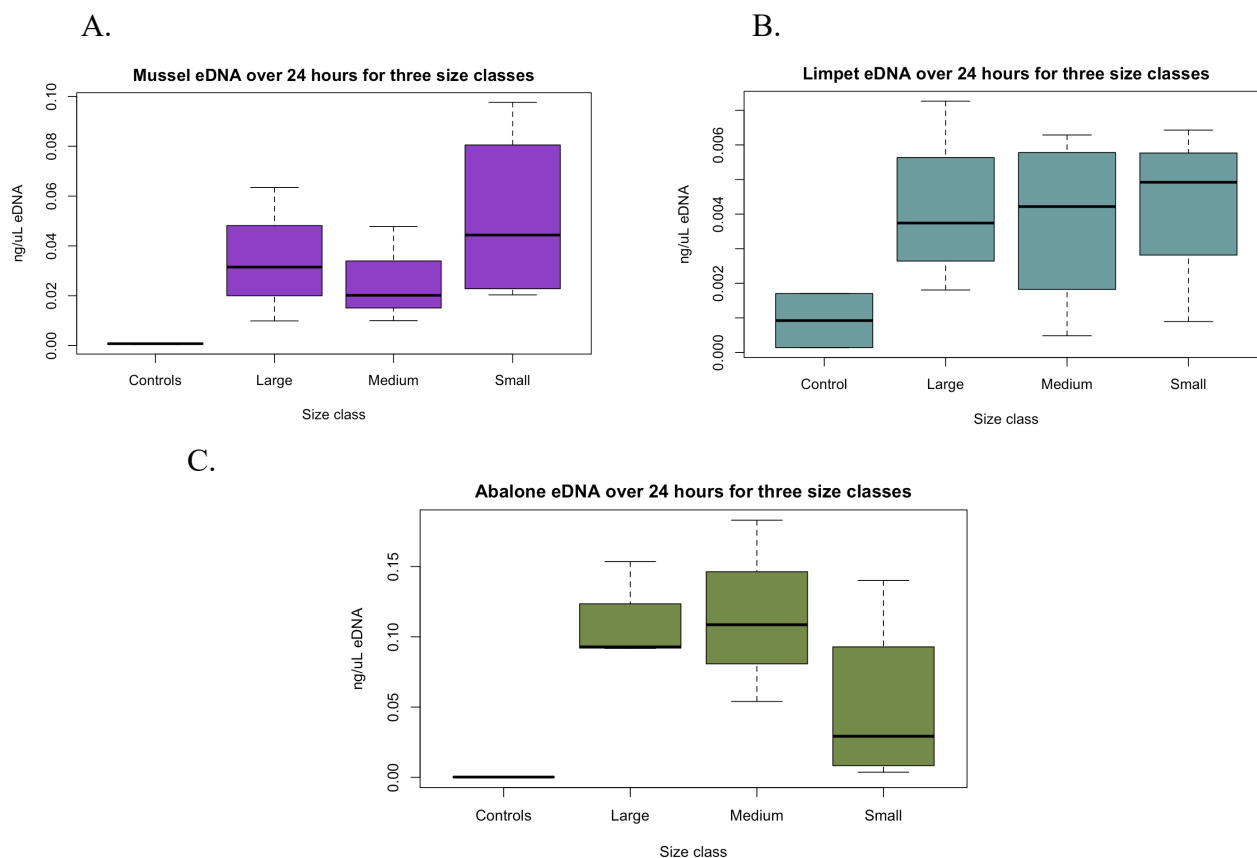 A.
Mussel eDNA over 24 hours for three size classes
ng/uL eDNA
0.10
0.08
0.06
0.04
0.02
0.00
Controls Large Medium Small
Size class
B.
Limpet eDNA over 24 hours for three size classes
ng/uL eDNA
0.006
0.004
0.002
0.000
Control Large Medium Small
Size class
C.
Abalone eDNA over 24 hours for three size classes
ng/uL eDNA
0.15
0.10
0.05
0.00
Controls Large Medium Small
Size class